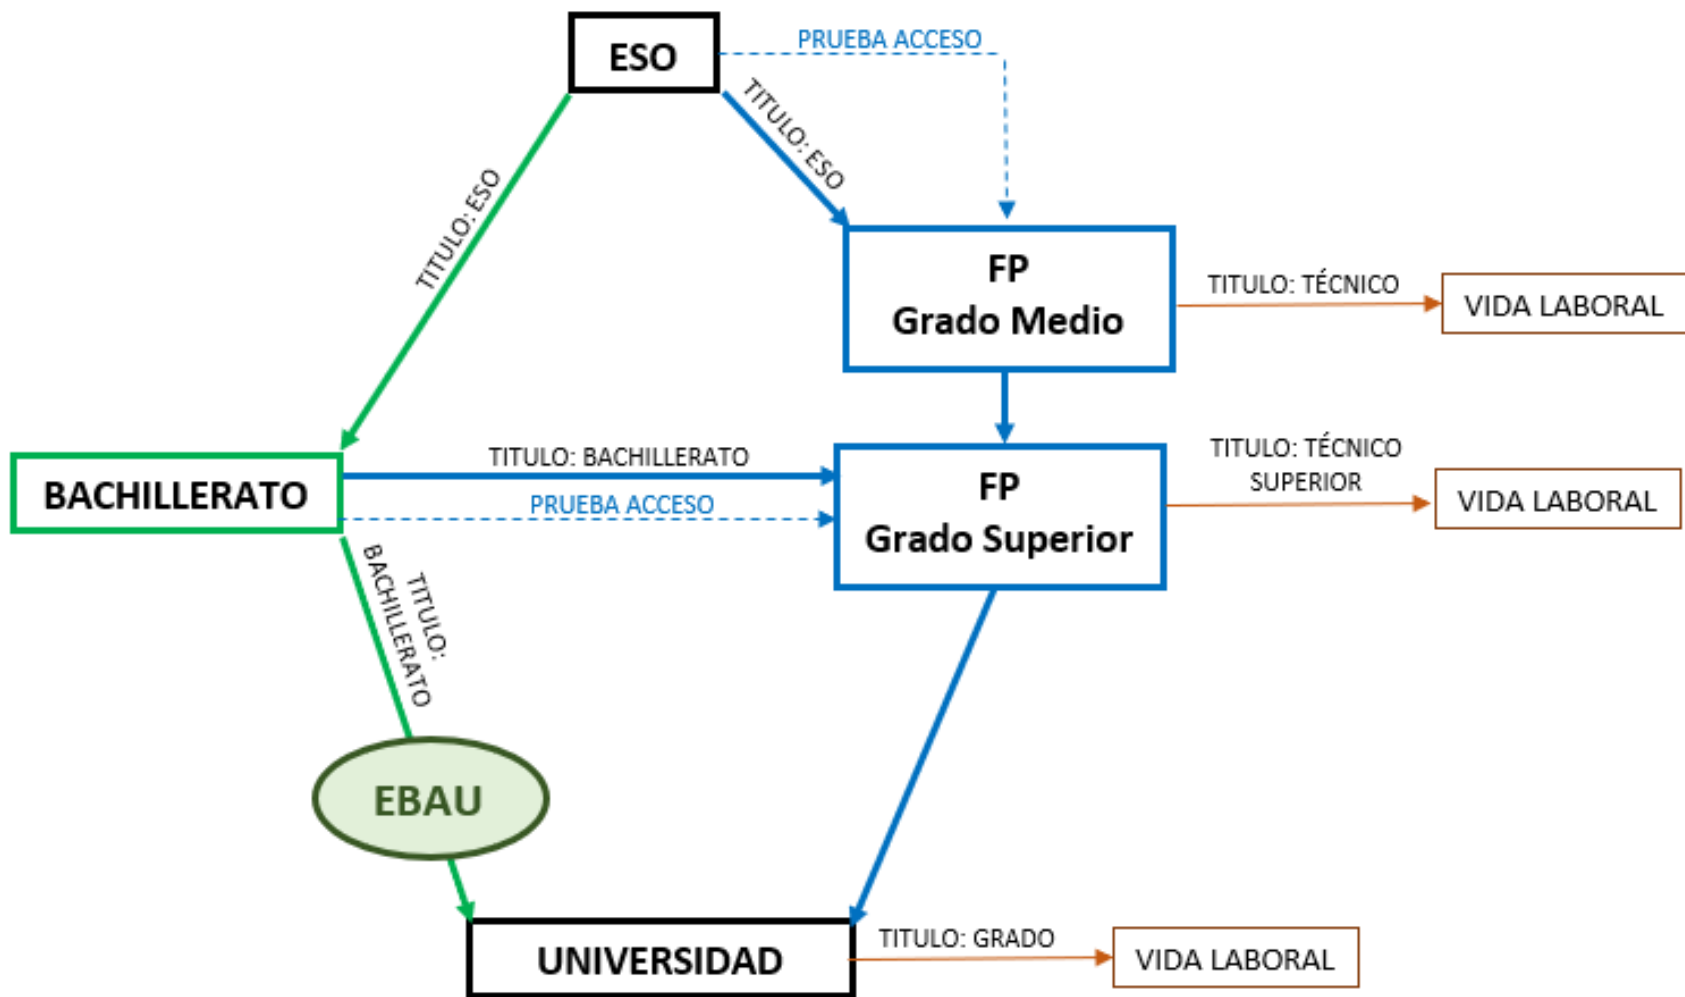 ESO
PRUEBA ACCESO
TITULO: ESO
TITULO: ESO
FP
Grado Medio
TITULO: TÉCNICO
VIDA LABORAL
BACHILLERATO
TITULO: BACHILLERATO
PRUEBA ACCESO
FP
Grado Superior
TITULO: TÉCNICO
SUPERIOR
VIDA LABORAL
TITULO:
BACHILLERATO
EBAU
UNIVERSIDAD
TITULO: GRADO
VIDA LABORAL